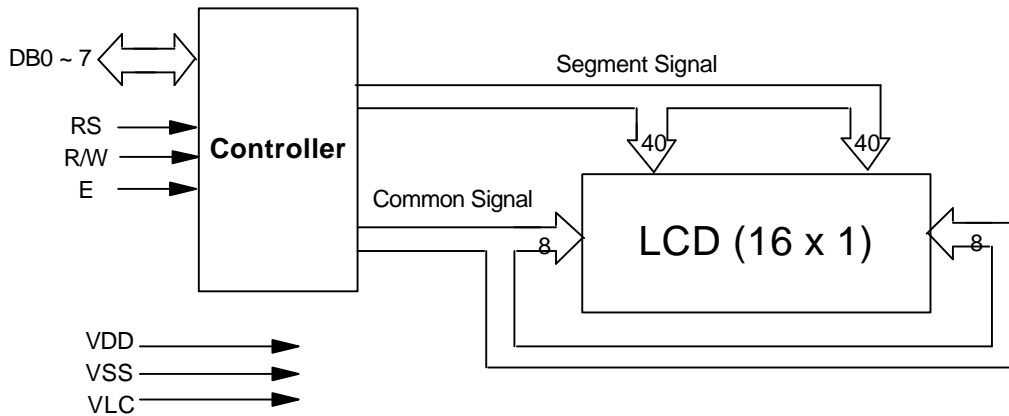 DB0 ~ 7
Segment Signal
RS
R/W
E
Controller
40
40
Common Signal
8
LCD (16 x 1)
8
VDD
VSS
VLC